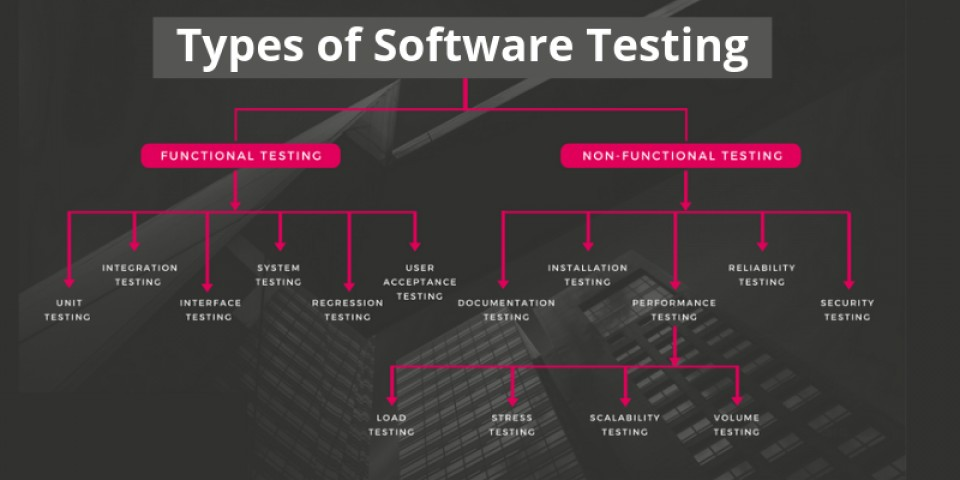 Types of Software Testing
FUNCTIONAL TESTING
NON-FUNCTIONAL TESTING
UNIT
TESTING
INTEGRATION
TESTING
INTERFACE
TESTING
SYSTEM
TESTING
REGRESSION
TESTING
USER
ACCEPTANCE
TESTING
DOCUMENTATION
TESTING
INSTALLATION
TESTING
PERFORMANCE
TESTING
RELIABILITY
TESTING
SECURITY
TESTING
LOAD
TESTING
STRESS
TESTING
SCALABILITY
TESTING
VOLUME
TESTING